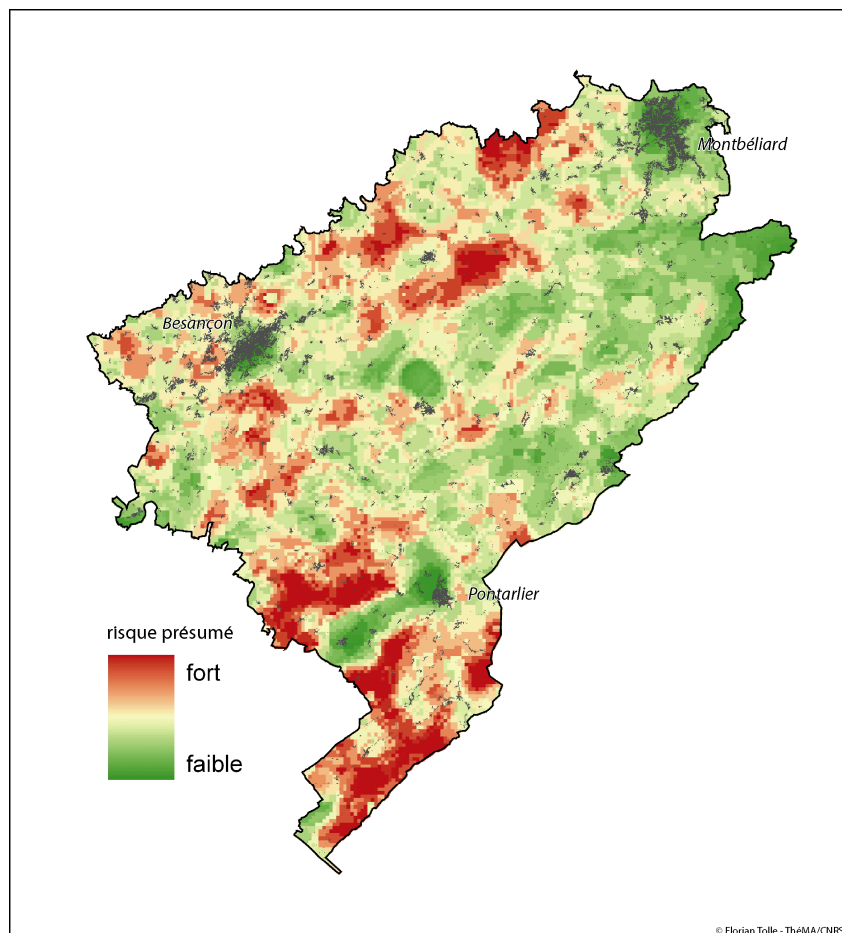 Montbéliard
Besançon
Pontarlier
risque présumé
fort
faible
© Florian Tolle - ThéMA/CNRS